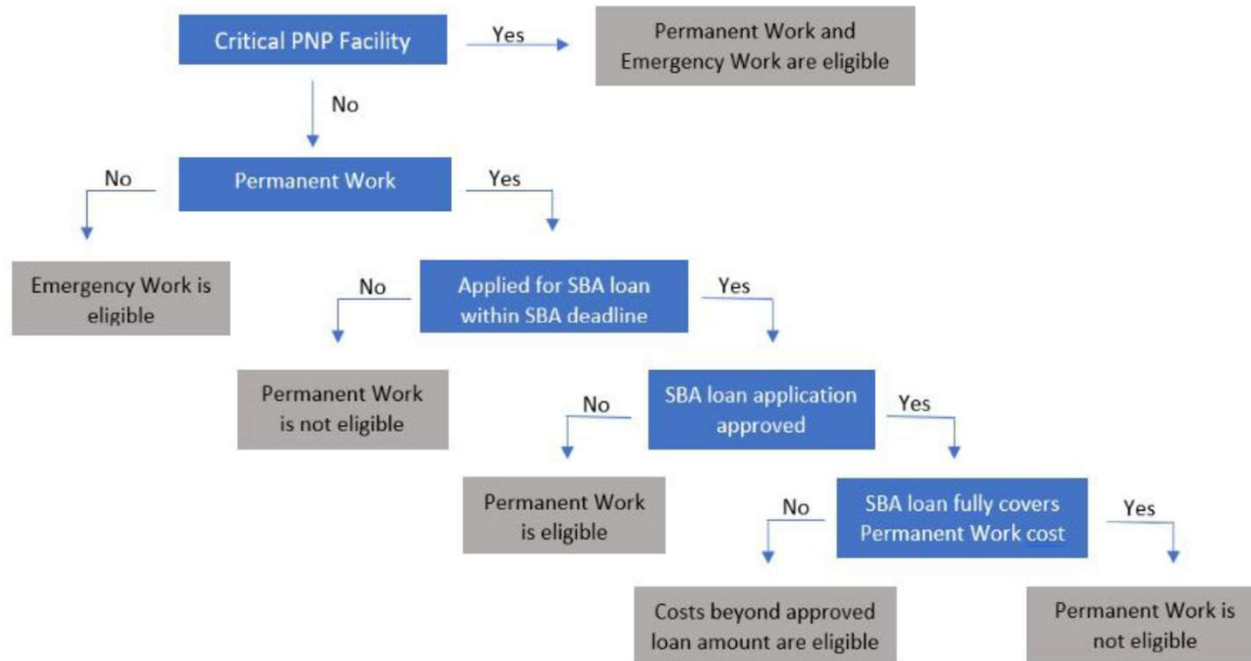 Critical PNP Facility
Yes
Permanent Work and
Emergency Work are eligible
No
No
Permanent Work
Yes
Emergency Work is
eligible
No
Applied for SBA loan
within SBA deadline
Yes
Permanent Work
is not eligible
No
SBA loan application
approved
Yes
Permanent Work
is eligible
No
SBA loan fully covers
Permanent Work cost
Yes
Costs beyond approved
loan amount are eligible
Permanent Work is
not eligible